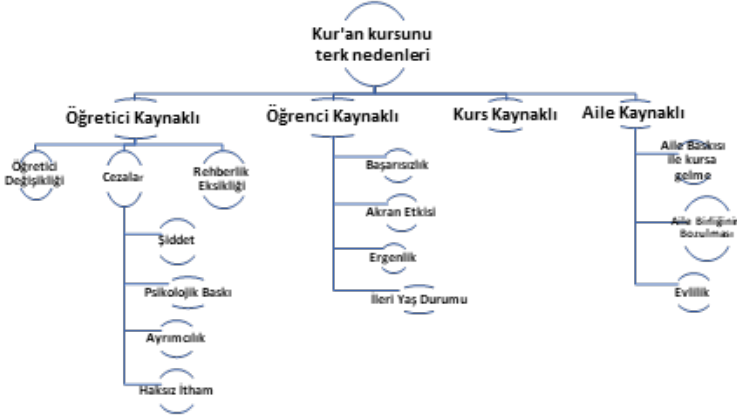 Kur'an kursunu
terk nedenleri
Öğretici Kaynaklı
Öğrenci Kaynaklı
Kurs Kaynaklı
Aile Kaynaklı
Öğretici
Değişikliği
Cezalar
Rehberlik
Eksikliği
Şiddet
Psikolojik Baskı
Ayrımcılık
Haksız İtham
Başarısızlık
Akran Etkisi
Ergenlik
İleri Yaş Durumu
Aile Baskısı
ile kursa
gelme
Aile Birliğinin
Bozulması
Evlilik